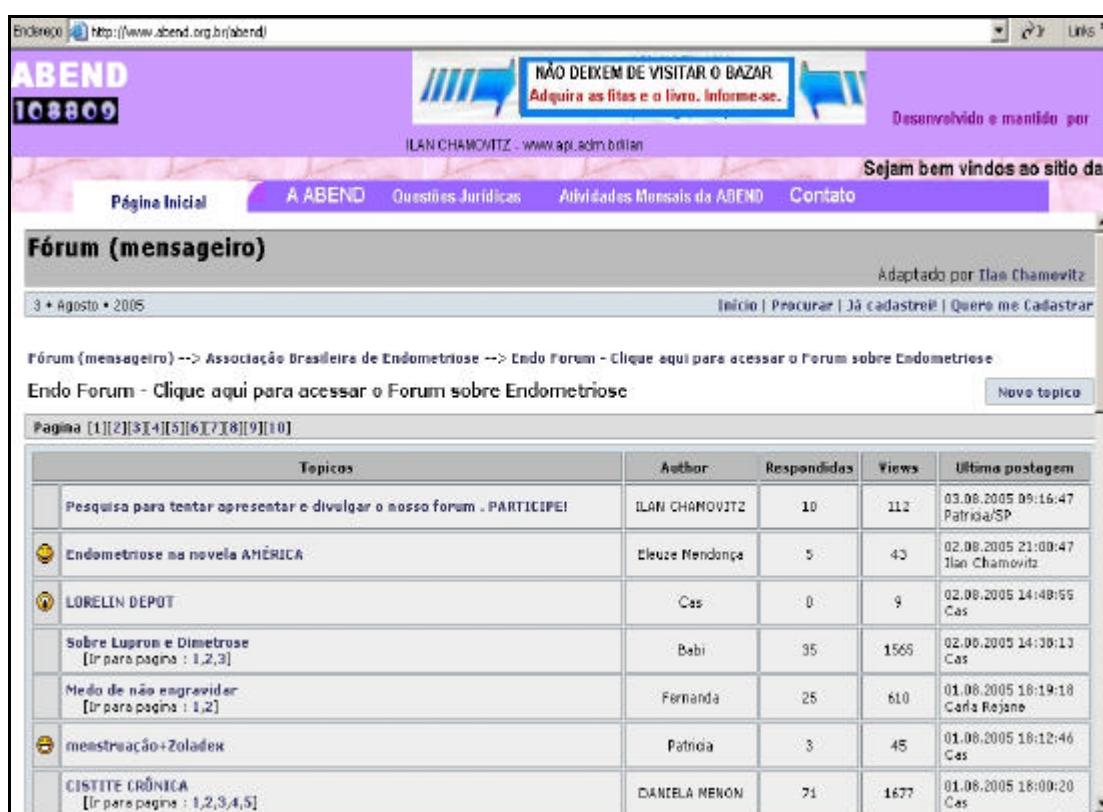 Endereço http://www.abend.org.br/abend/ Links
ABEND
108809
NÃO DEIXEM DE VISITAR O BAZAR
Adquira as fitas e o livro. Informe-se.
Desenvolvido e mantido por
ILAN CHAMOVITZ - www.api.adm.br/ilan
Sejam bem vindos ao sítio da
Página Inicial A ABEND Questões Jurídicas Atividades Mensais da ABEND Contato
Fórum (mensageiro)
Adaptado por Ilan Chamovitz
3 • Agosto • 2005 Início | Procurar | Já cadastrei! | Quero me Cadastrar
Fórum (mensageiro) --> Associação Brasileira de Endometriose --> Endo Forum - Clique aqui para acessar o Forum sobre Endometriose
Endo Forum - Clique aqui para acessar o Forum sobre Endometriose Novo topico
Pagina [1][2][3][4][5][6][7][8][9][10]
Topicos Author Respondidas Views Ultima postagem
Pesquisa para tentar apresentar e divulgar o nosso forum . PARTICIPE! ILAN CHAMOVITZ 10 112 03.08.2005 09:16:47
Patricia/SP
Endometriose na novela AMÉRICA Eleuze Mendonça 5 43 02.08.2005 21:00:47
Ilan Chamovitz
LORELIN DEPOT Cas 0 9 02.08.2005 14:48:55
Cas
Sobre Lupron e Dimetrose Babi 35 1565 02.08.2005 14:38:13
[Ir para pagina : 1,2,3] Cas
Medo de não engravidar Fernanda 25 610 01.08.2005 18:19:18
[Ir para pagina : 1,2] Carla Rejane
menstruação+Zoladex Patricia 3 45 01.08.2005 18:12:46
Cas
CISTITE CRÔNICA DANIELA MENON 71 1677 01.08.2005 18:00:20
[Ir para pagina : 1,2,3,4,5] Cas